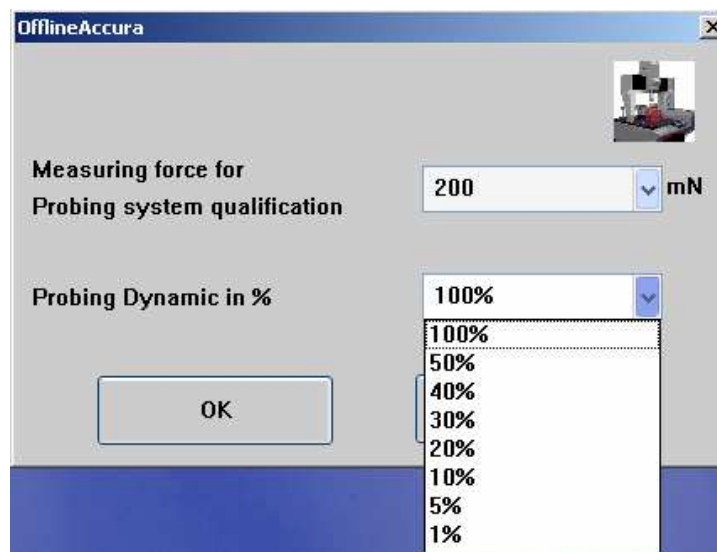 OfflineAccura
Measuring force for
Probing system qualification
200
mN
Probing Dynamic in %
100%
100%
50%
40%
30%
20%
10%
5%
1%
OK